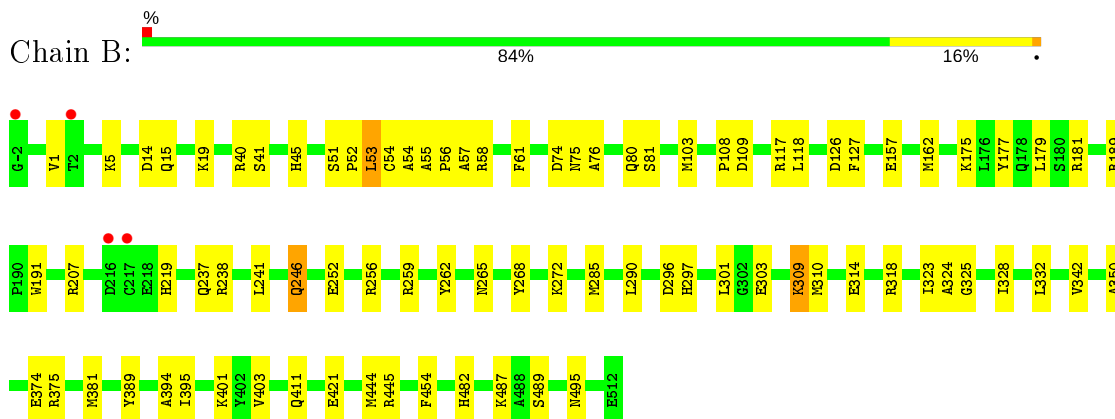 %
Chain B:
84%
16%
.
G-2 V1 T2 K5 D14 Q15 K19 R40 S41 H45 S51 P52 L53 C54 A54 A55 P56 A57 R58 F61 D74 N75 A76 Q80 S81 M103 P108 D109 R117 L118 D126 F127 E157 M162 K175 L176 Y177 Q178 L179 S180 R181
P190 W191 R207 D216 C217 E218 H219 Q237 R238 L241 Q246 E252 R256 R259 Y262 N265 Y268 K272 M285 L290 D296 H297 L301 G302 E303 K309 M310 E314 R318 I323 A324 G325 I328 L332 V342
E374 R375 M381 Y389 A394 I395 K401 Y402 V403 Q411 E421 M444 R445 F454 H482 K487 A488 S489 N495 E512